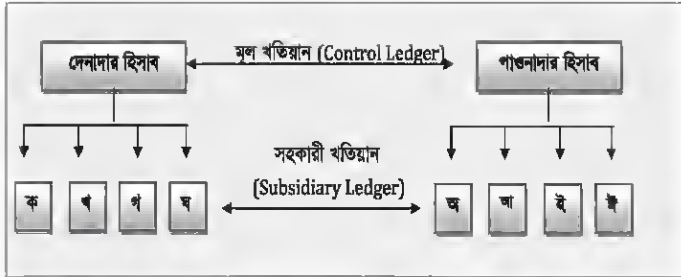 দেনাদার হিসাব
মূল খতিয়ান (Control Ledger)
পাওনাদার হিসাব
সহকারী খতিয়ান
(Subsidiary Ledger)
ক
খ
গ
ঘ
অ
আ
ই
ঈ